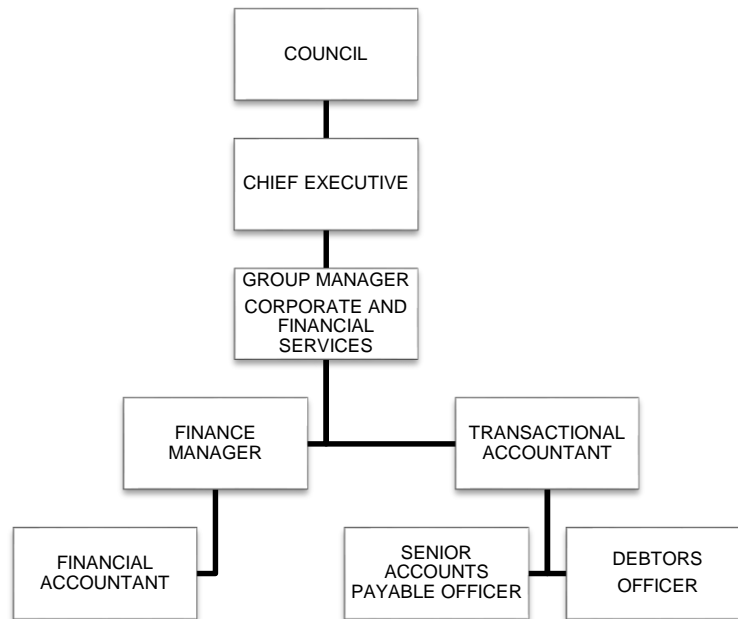 COUNCIL
CHIEF EXECUTIVE
GROUP MANAGER
CORPORATE AND
FINANCIAL
SERVICES
FINANCE
MANAGER
TRANSACTIONAL
ACCOUNTANT
FINANCIAL
ACCOUNTANT
SENIOR
ACCOUNTS
PAYABLE OFFICER
DEBTORS
OFFICER